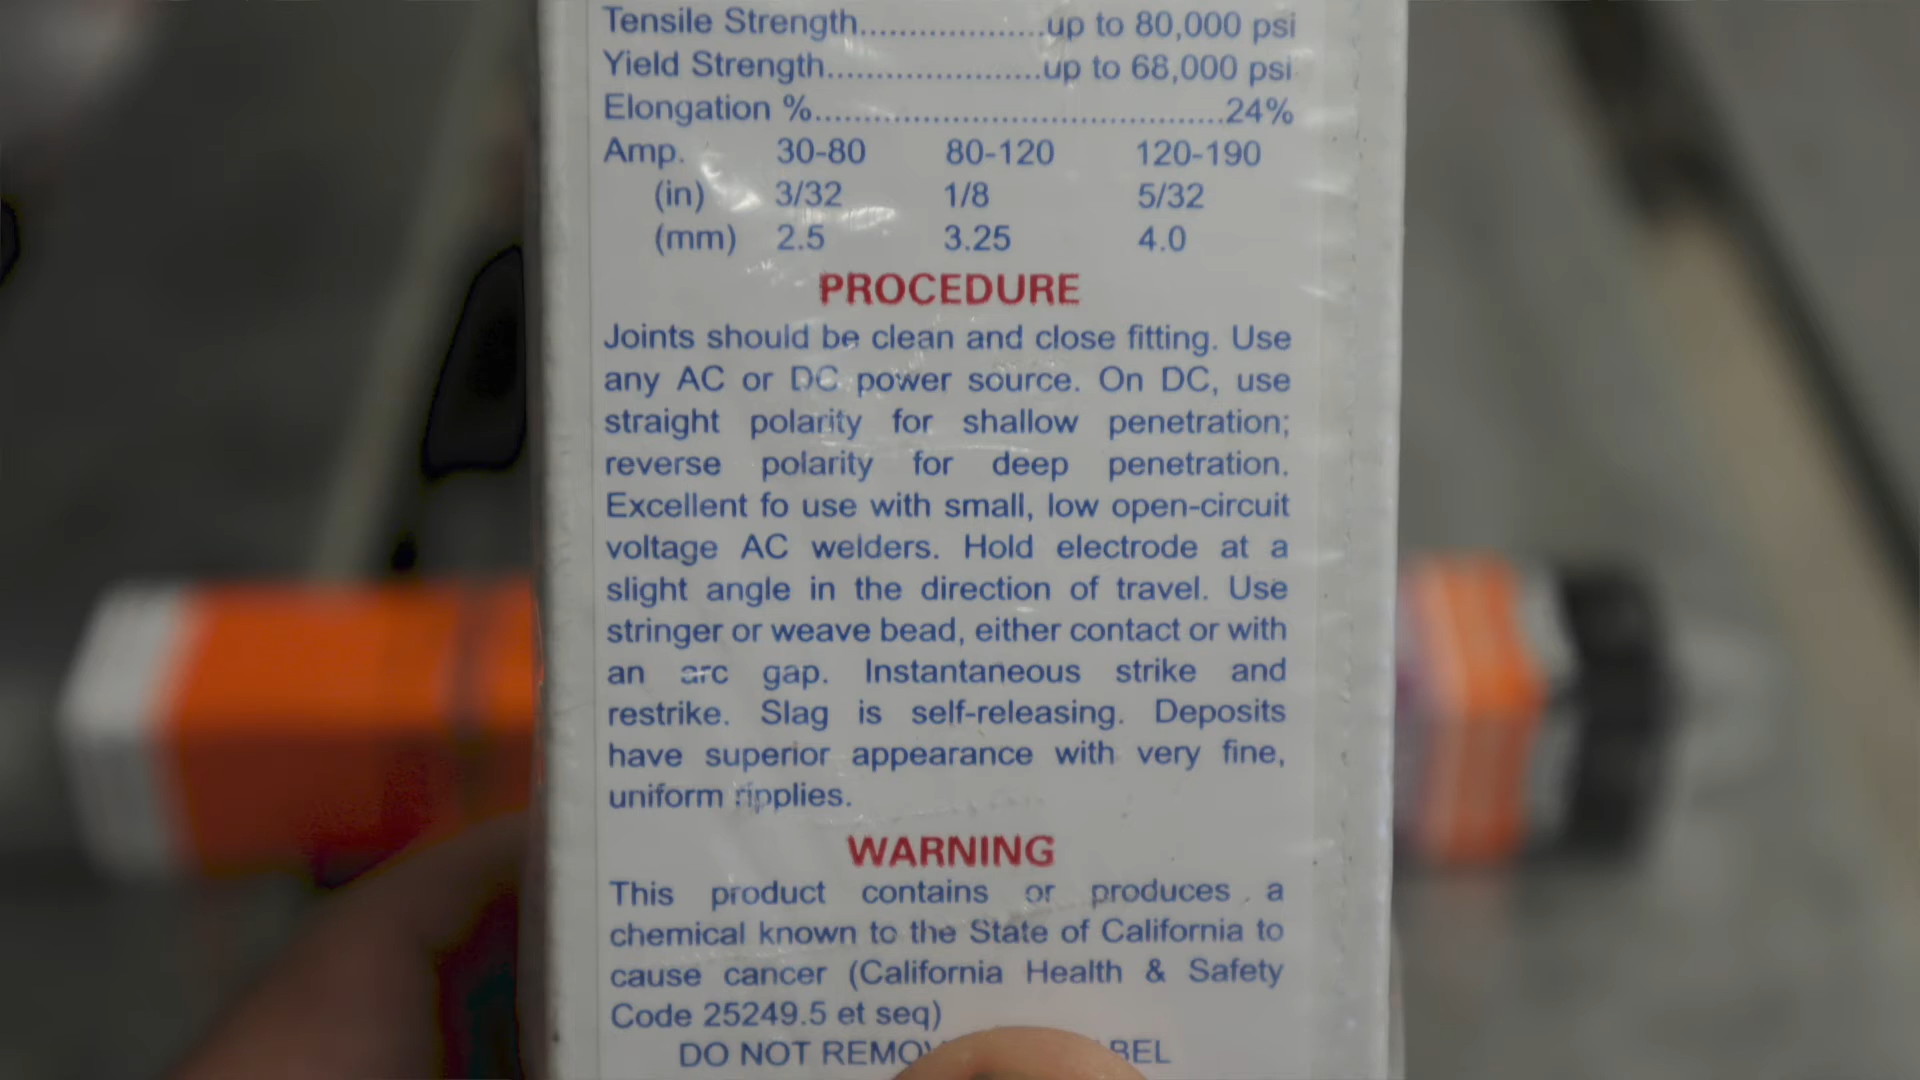 Tensile Strength....................up to 80,000 psi
Yield Strength......................up to 68,000 psi
Elongation %..........................................24%
Amp. 30-80 80-120 120-190
(in) 3/32 1/8 5/32
(mm) 2.5 3.25 4.0
PROCEDURE
Joints should be clean and close fitting. Use
any AC or DC power source. On DC, use
straight polarity for shallow penetration;
reverse polarity for deep penetration.
Excellent fo use with small, low open-circuit
voltage AC welders. Hold electrode at a
slight angle in the direction of travel. Use
stringer or weave bead, either contact or with
an arc gap. Instantaneous strike and
restrike. Slag is self-releasing. Deposits
have superior appearance with very fine,
uniform ripplies.
WARNING
This product contains or produces a
chemical known to the State of California to
cause cancer (California Health & Safety
Code 25249.5 et seq)
DO NOT